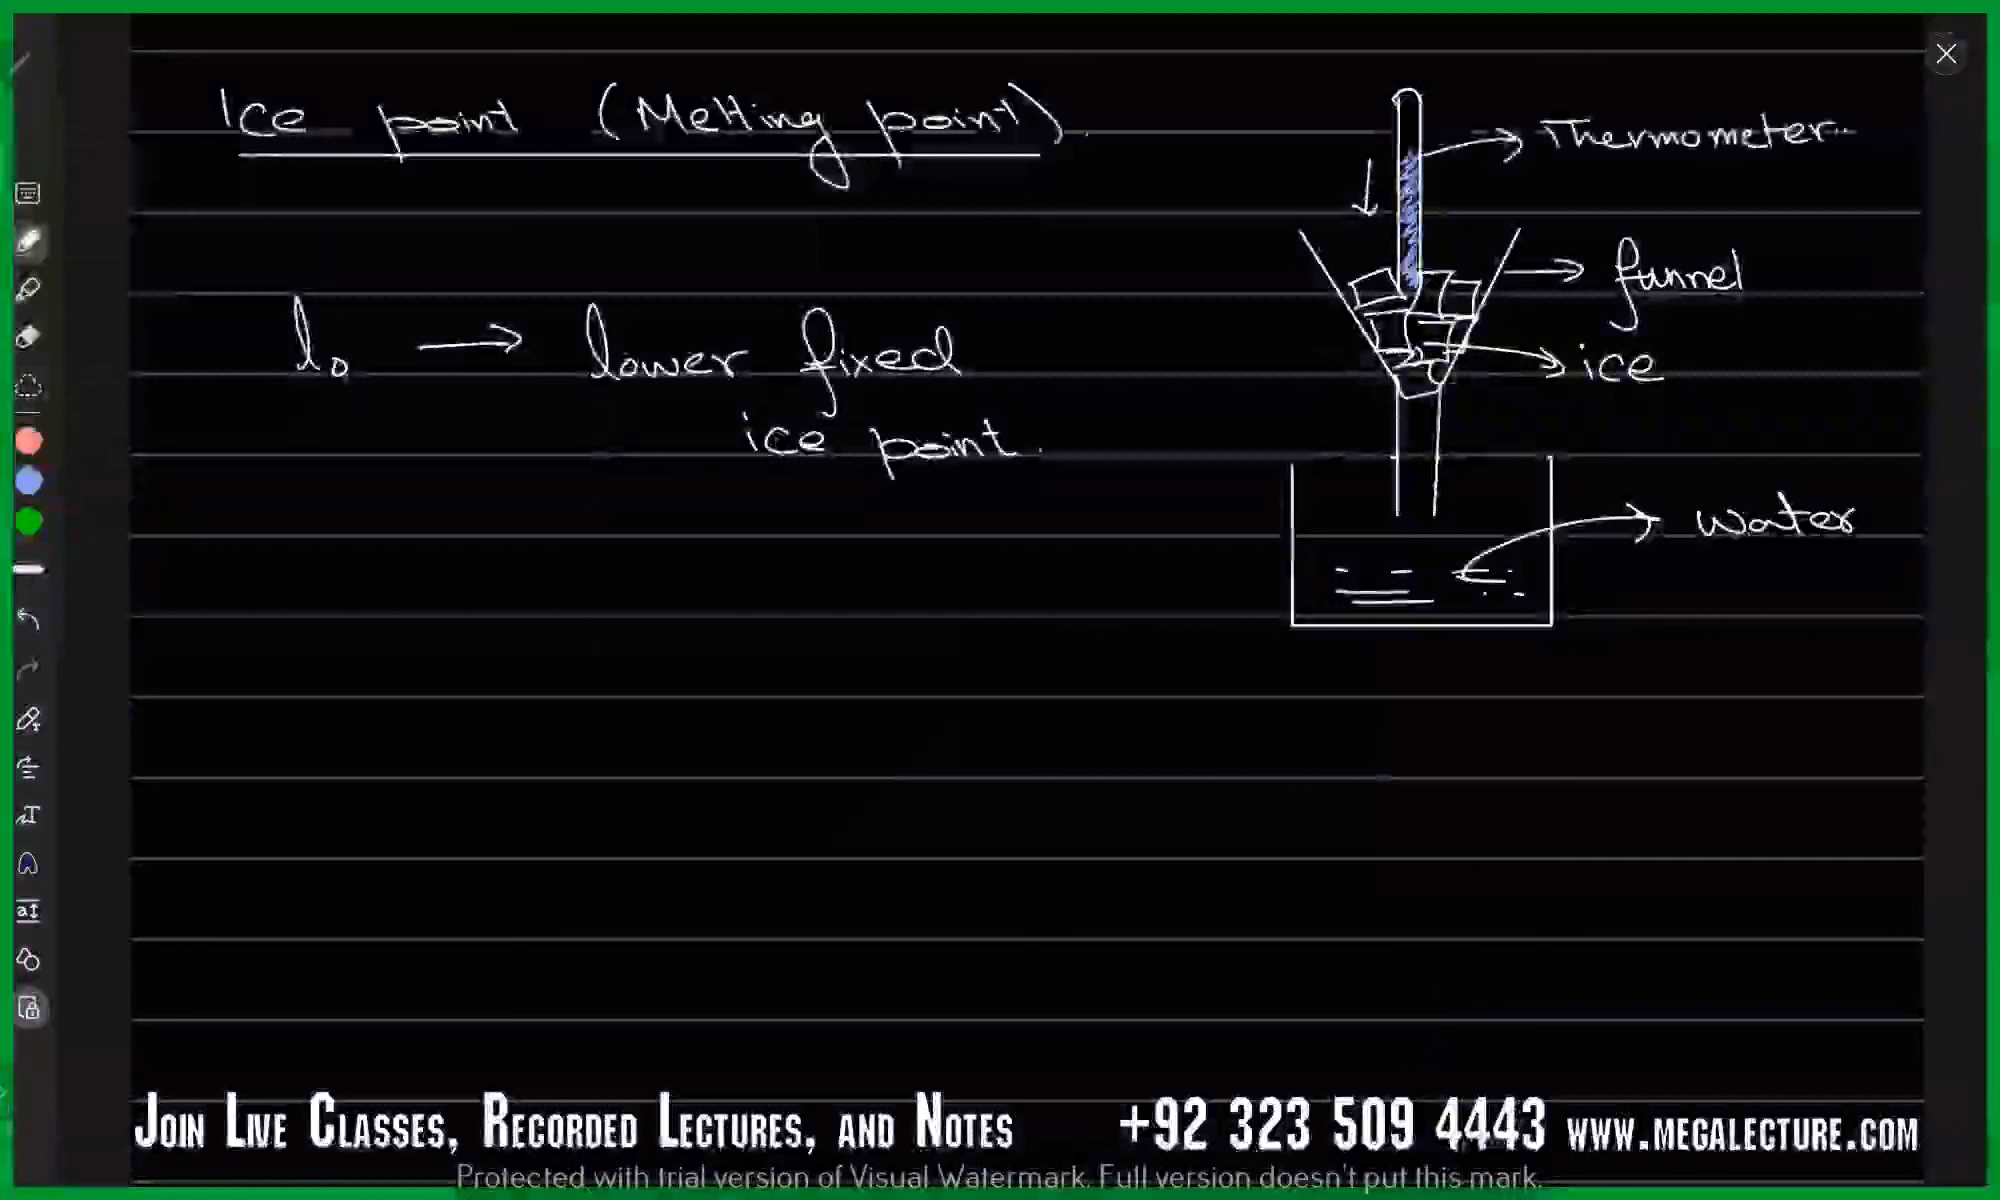 Ice point (Melting point).
Thermometer
funnel
l₀ → lower fixed
ice
ice point.
water
JOIN LIVE CLASSES, RECORDED LECTURES, AND NOTES +92 323 509 4443 WWW.MEGALECTURE.COM
Protected with trial version of Visual Watermark. Full version doesn't put this mark.